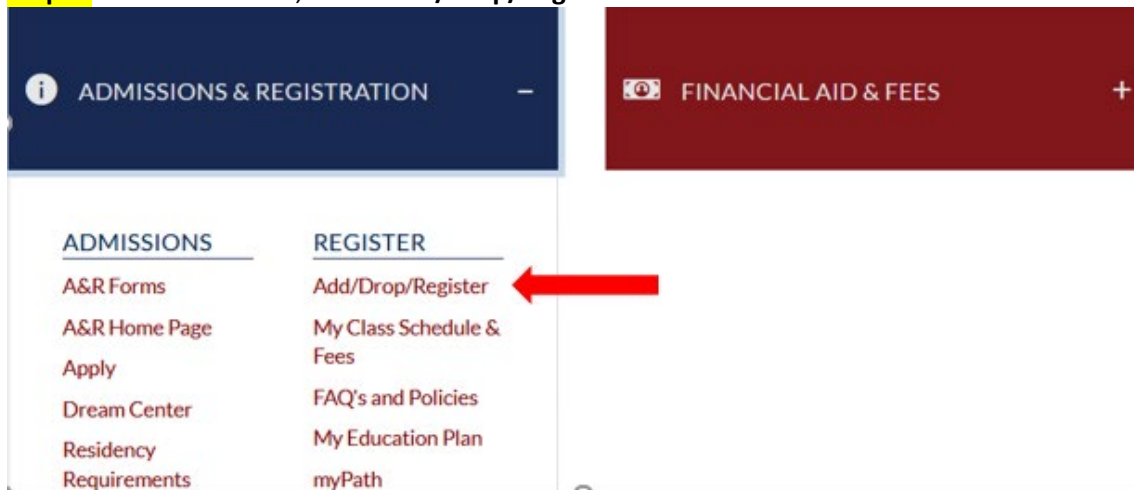 ADMISSIONS & REGISTRATION
FINANCIAL AID & FEES
ADMISSIONS
A&R Forms
A&R Home Page
Apply
Dream Center
Residency
Requirements
REGISTER
Add/Drop/Register
My Class Schedule &
Fees
FAQ's and Policies
My Education Plan
myPath